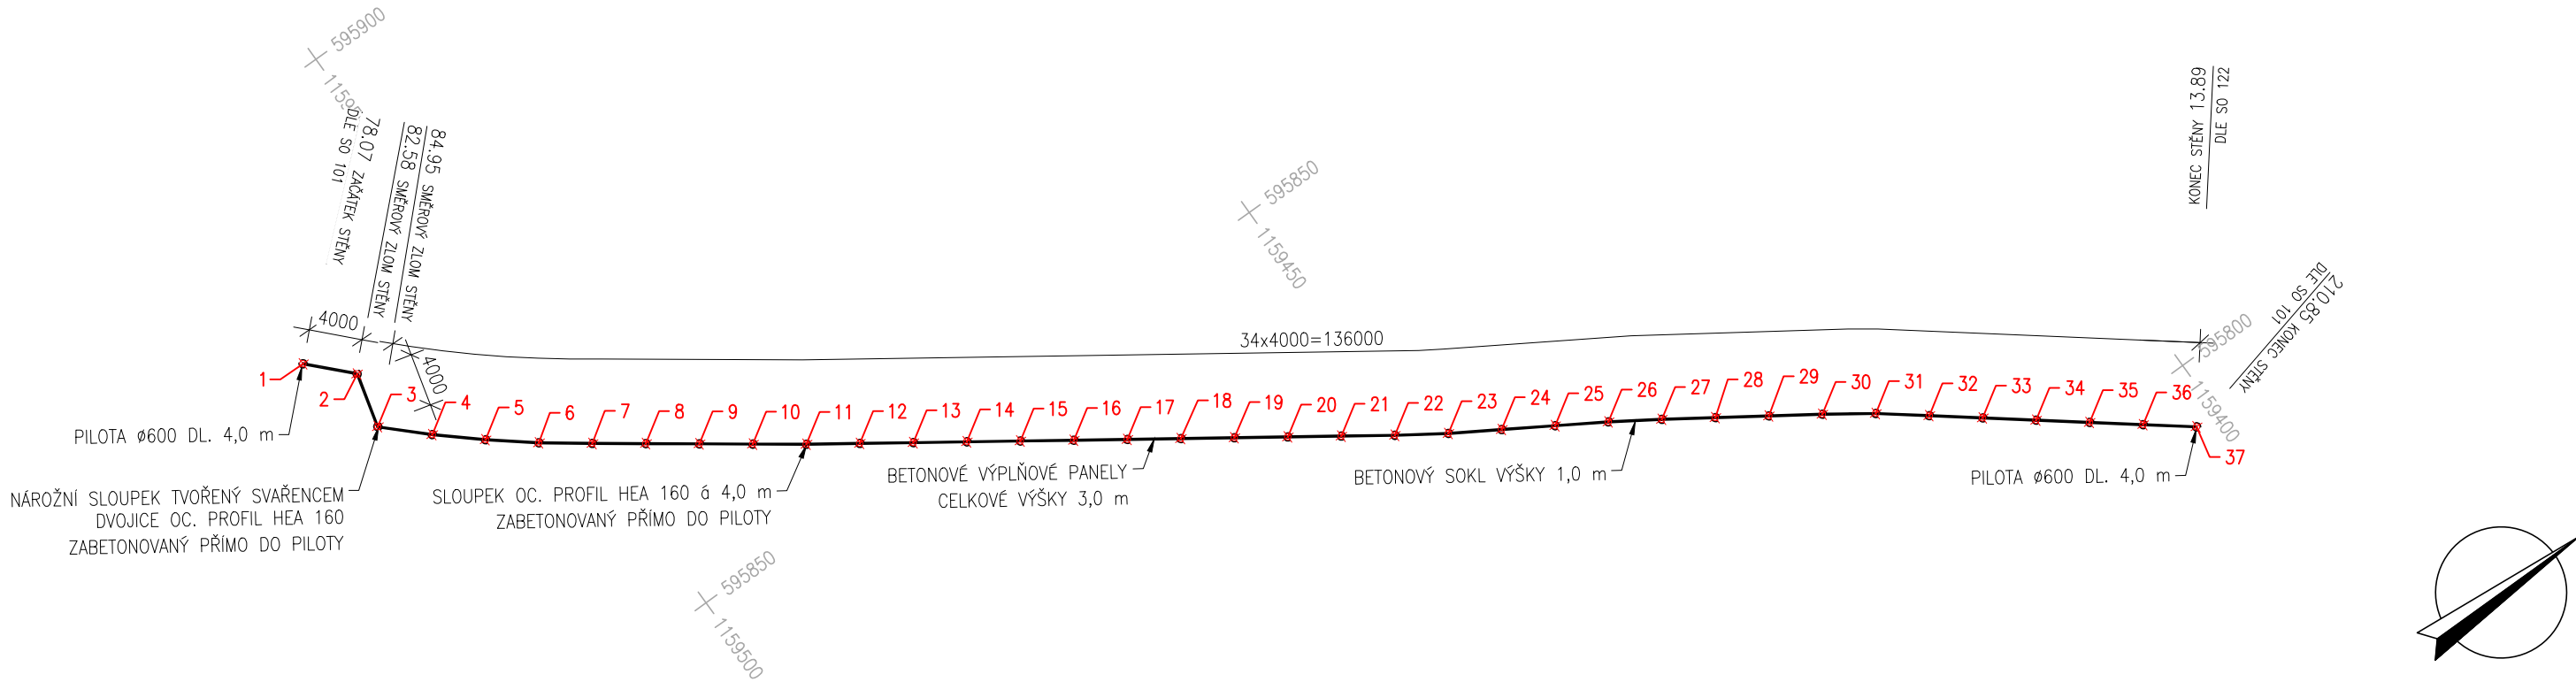 595900
78.07 ZAČÁTEK STĚNY
DLE SO 101
82.58 SMĚROVÝ ZLOM STĚNY
84.95 SMĚROVÝ ZLOM STĚNY
595850
1159450
KONEC STĚNY 13.89
DLE SO 122
210.85 KONEC STĚNY
DLE SO 101
595800
1159400
4000
4000
34x4000=136000
1
2
3
4
5
6
7
8
9
10
11
12
13
14
15
16
17
18
19
20
21
22
23
24
25
26
27
28
29
30
31
32
33
34
35
36
37
PILOTA ø600 DL. 4,0 m
NÁROŽNÍ SLOUPEK TVOŘENÝ SVAŘENCEM
DVOJICE OC. PROFIL HEA 160
ZABETONOVANÝ PŘÍMO DO PILOTY
SLOUPEK OC. PROFIL HEA 160 á 4,0 m
ZABETONOVANÝ PŘÍMO DO PILOTY
BETONOVÉ VÝPLŇOVÉ PANELY
CELKOVÉ VÝŠKY 3,0 m
BETONOVÝ SOKL VÝŠKY 1,0 m
PILOTA ø600 DL. 4,0 m
595850
1159500